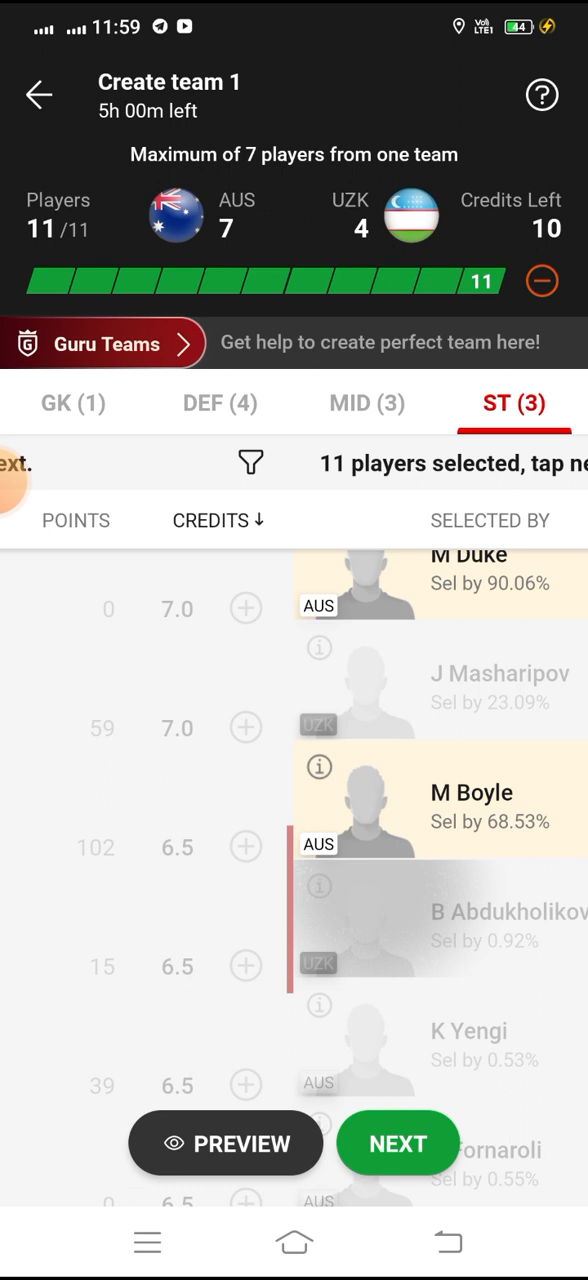 11:59
Vo)
LTE1
44
Create team 1
5h 00m left
?
Maximum of 7 players from one team
Players
AUS
UZK
Credits Left
11/11
7
4
10
11
G
Guru Teams
Get help to create perfect team here!
GK (1)
DEF (4)
MID (3)
ST (3)
ext.
11 players selected, tap ne
POINTS
CREDITS↓
SELECTED BY
M Duke
Sel by 90.06%
AUS
0
7.0
J Masharipov
Sel by 23.09%
UZK
59
7.0
M Boyle
Sel by 68.53%
AUS
102
6.5
B Abdukholikov
Sel by 0.92%
UZK
15
6.5
K Yengi
Sel by 0.53%
AUS
39
6.5
PREVIEW
NEXT
ornaroli
Sel by 0.55%
AUS
0
6.5